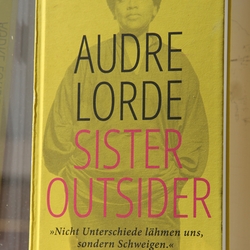 AUDRE
LORDE
SISTER
OUTSIDER
»Nicht Unterschiede lähmen uns,
sondern Schweigen.«